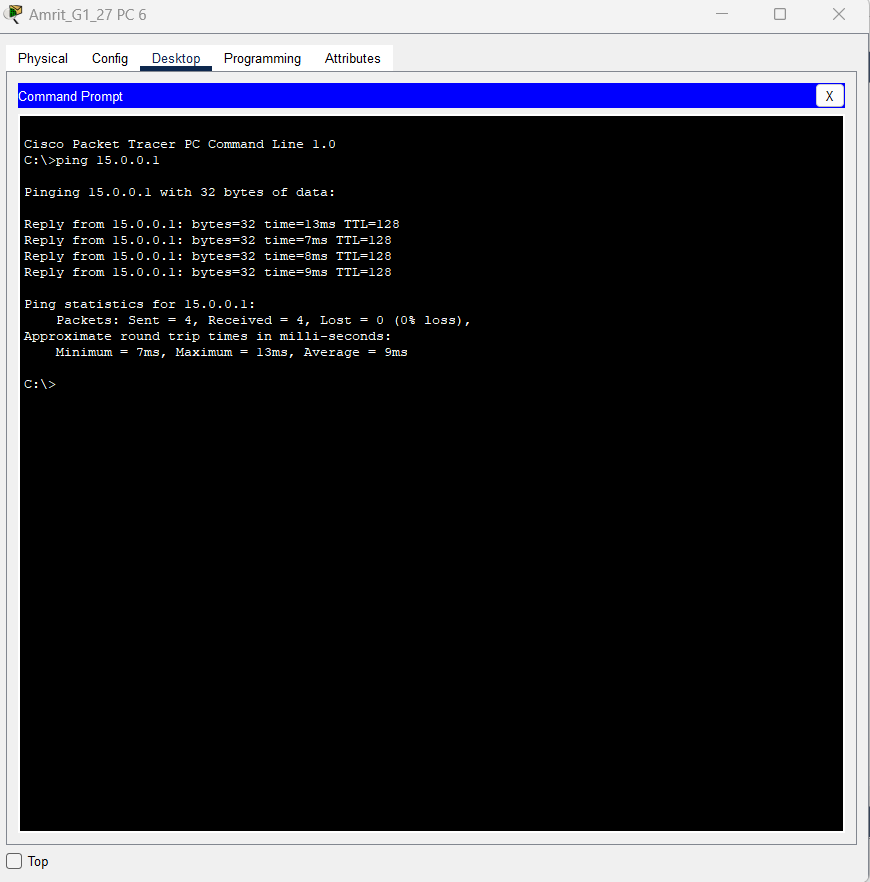 Amrit_G1_27 PC 6
Physical Config Desktop Programming Attributes
Command Prompt X
Cisco Packet Tracer PC Command Line 1.0
C:\>ping 15.0.0.1
Pinging 15.0.0.1 with 32 bytes of data:
Reply from 15.0.0.1: bytes=32 time=13ms TTL=128
Reply from 15.0.0.1: bytes=32 time=7ms TTL=128
Reply from 15.0.0.1: bytes=32 time=8ms TTL=128
Reply from 15.0.0.1: bytes=32 time=9ms TTL=128
Ping statistics for 15.0.0.1:
    Packets: Sent = 4, Received = 4, Lost = 0 (0% loss),
Approximate round trip times in milli-seconds:
    Minimum = 7ms, Maximum = 13ms, Average = 9ms
C:\>
Top